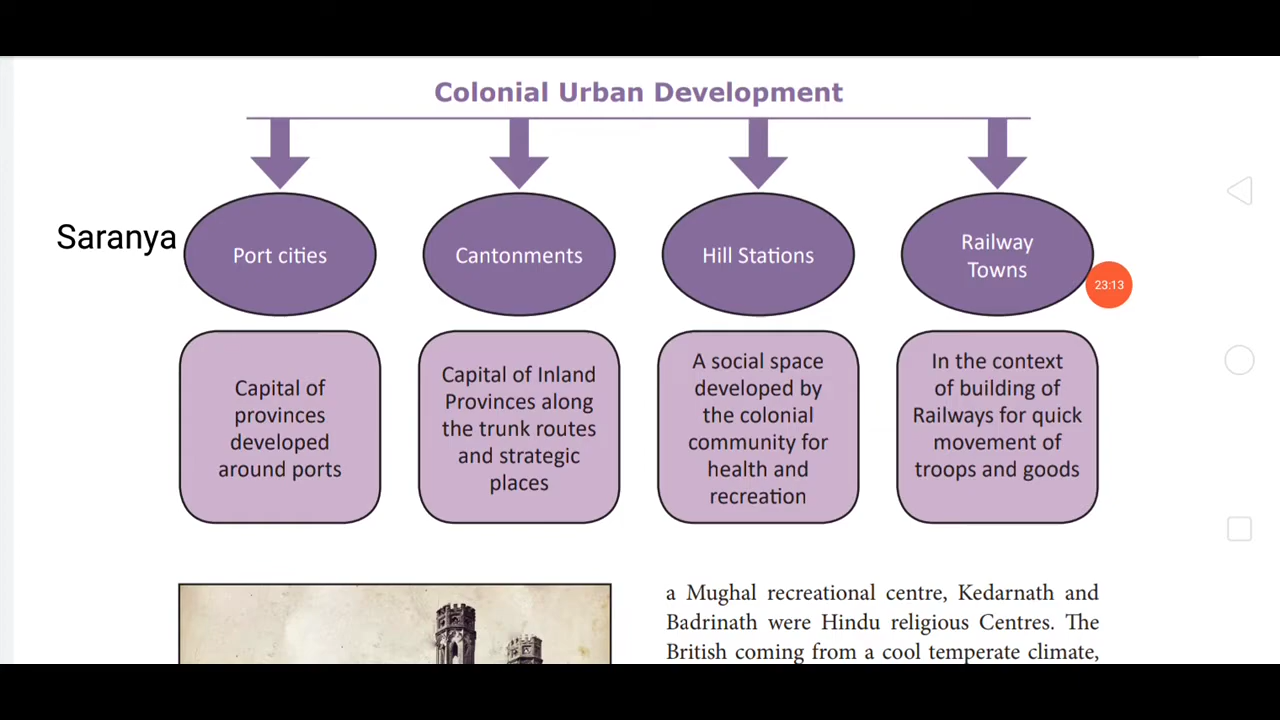 Colonial Urban Development
Saranya
Port cities
Cantonments
Hill Stations
Railway
Towns
23:13
Capital of
provinces
developed
around ports
Capital of Inland
Provinces along
the trunk routes
and strategic
places
A social space
developed by
the colonial
community for
health and
recreation
In the context
of building of
Railways for quick
movement of
troops and goods
a Mughal recreational centre, Kedarnath and
Badrinath were Hindu religious Centres. The
British coming from a cool temperate climate,